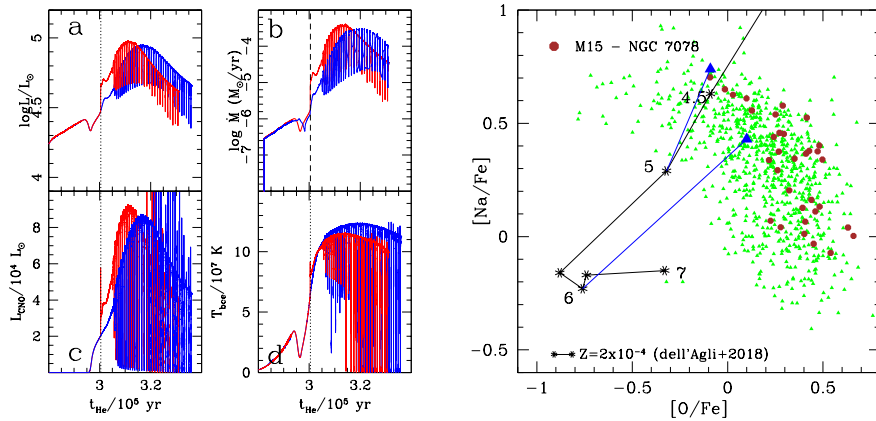 a
b
5
4.5
4
logL/L⊙
-4
-5
-6
-7
log Ṁ (M⊙/yr)
c
d
8
6
4
2
L_CNO/10⁴ L⊙
10
5
0
T_bce/10⁷ K
3
3.2
t_He/10⁵ yr
3
3.2
t_He/10⁵ yr
M15 - NGC 7078
4.5
5
6
7
Z=2x10⁻⁴ (dell'Agli+2018)
1
0.5
0
-0.5
[Na/Fe]
-1
-0.5
0
0.5
[O/Fe]